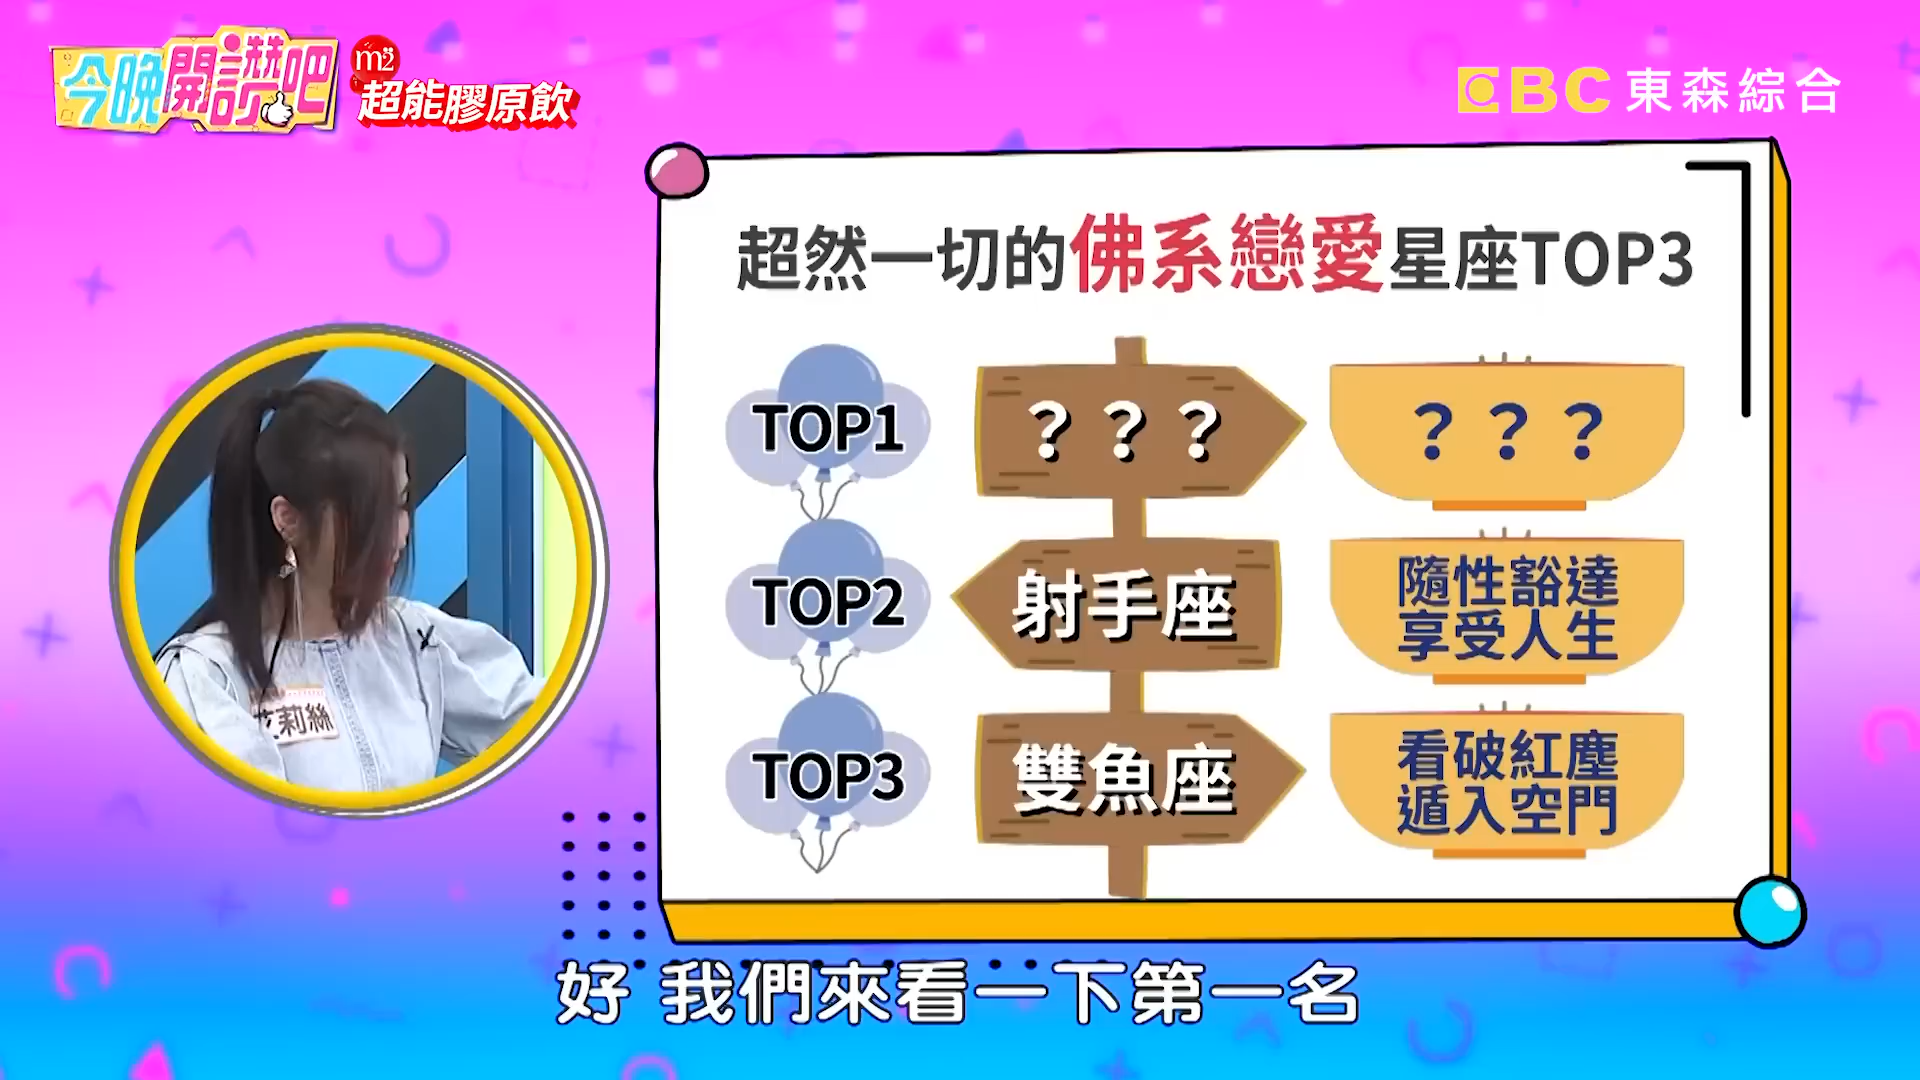 今晚開讚吧
m2
超能膠原飲
EBC 東森綜合
超然一切的佛系戀愛星座TOP3
TOP1
？？？
？？？
TOP2
射手座
隨性豁達
享受人生
TOP3
雙魚座
看破紅塵
遁入空門
艾莉絲
好 我們來看一下第一名